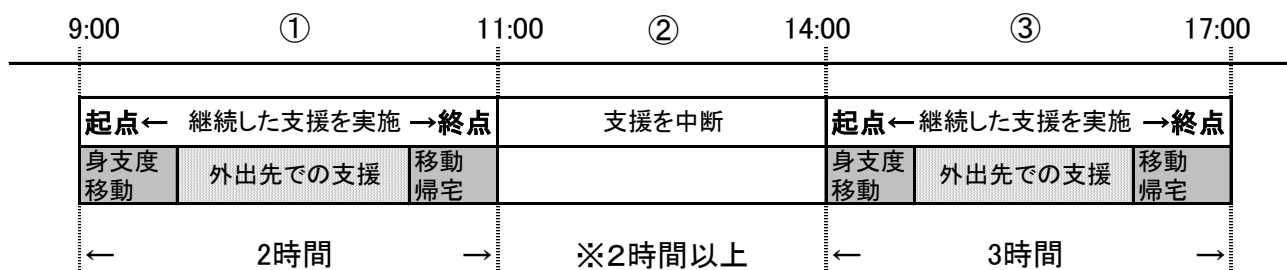 9:00 ① 11:00 ② 14:00 ③ 17:00
起点← 継続した支援を実施 →終点 支援を中断 起点← 継続した支援を実施 →終点
身支度 移動 外出先での支援 移動 帰宅 身支度 移動 外出先での支援 移動 帰宅
← 2時間 → ※2時間以上 ← 3時間 →